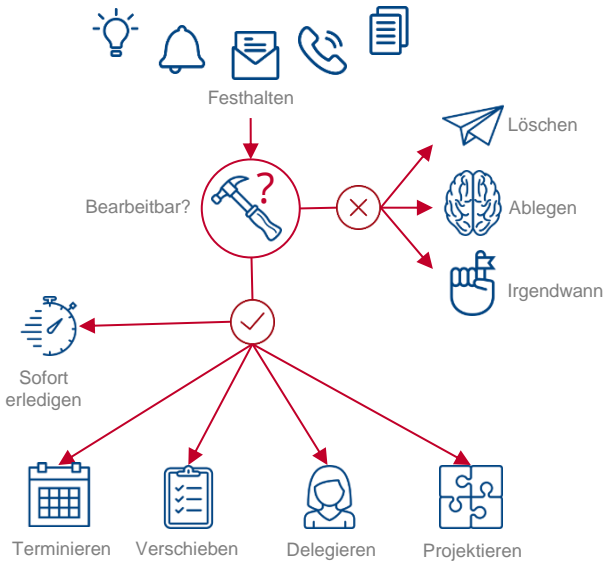 Festhalten
Bearbeitbar?
?
Löschen
Ablegen
Irgendwann
Sofort
erledigen
Terminieren
Verschieben
Delegieren
Projektieren